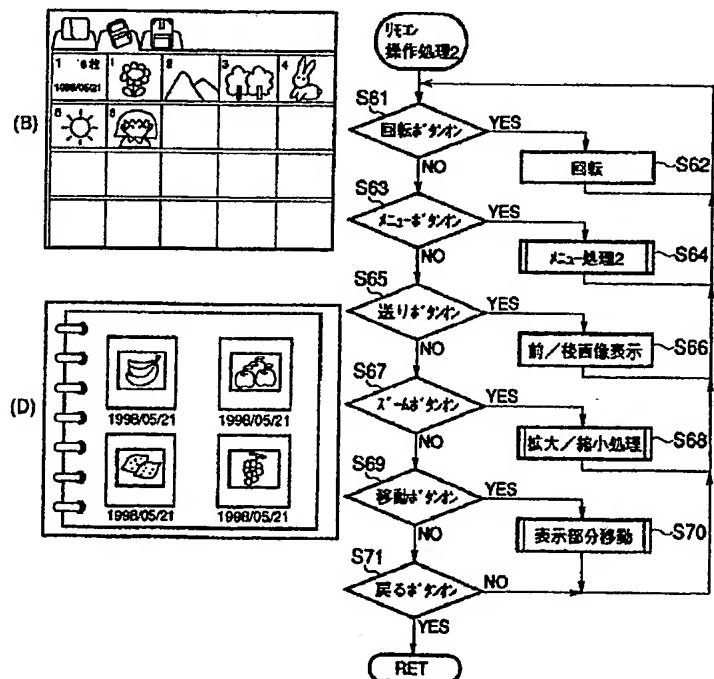 (B)
1 6枚 1 2 3 4
1998/05/21
5 6
(D)
1998/05/21 1998/05/21
1998/05/21 1998/05/21
リモコン
操作処理2
S61
回転ボタンオン
YES
NO
回転
S62
S63
メニューボタンオン
YES
NO
メニュー処理2
S64
S65
送りボタンオン
YES
NO
前/後画像表示
S66
S67
ズームボタンオン
YES
NO
拡大/縮小処理
S68
S69
移動ボタンオン
YES
NO
表示部分移動
S70
S71
戻るボタンオン
NO
YES
RET